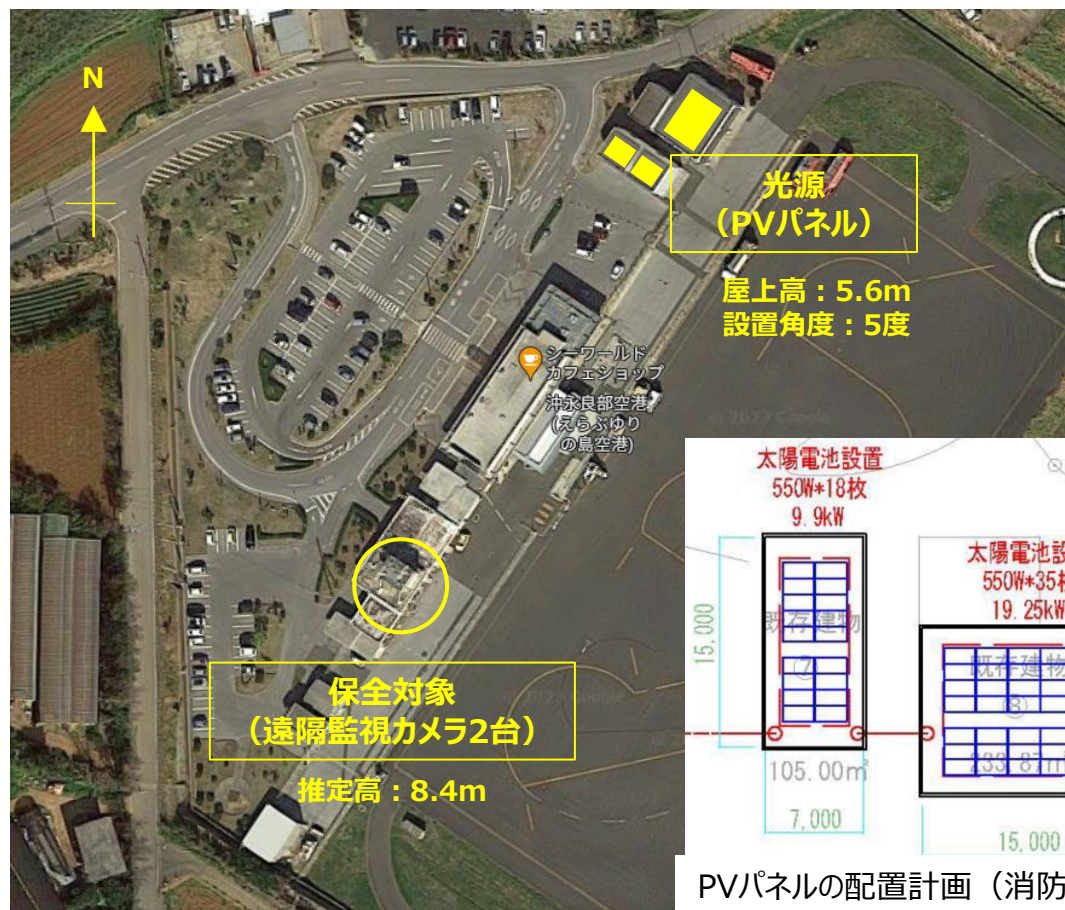 N
光源
（PVパネル）
屋上高：5.6m
設置角度：5度
シーワールド
カフェショップ
沖永良部空港
(えらぶゆり
の島空港)
© 2023 Google
保全対象
（遠隔監視カメラ2台）
推定高：8.4m
太陽電池設置
550W*18枚
9.9kW
15,000
既存建物
⑦
105.00㎡
7,000
太陽電池設
550W*35枚
19.25kW
既存建物
⑧
233.87㎡
15,000
PVパネルの配置計画（消防